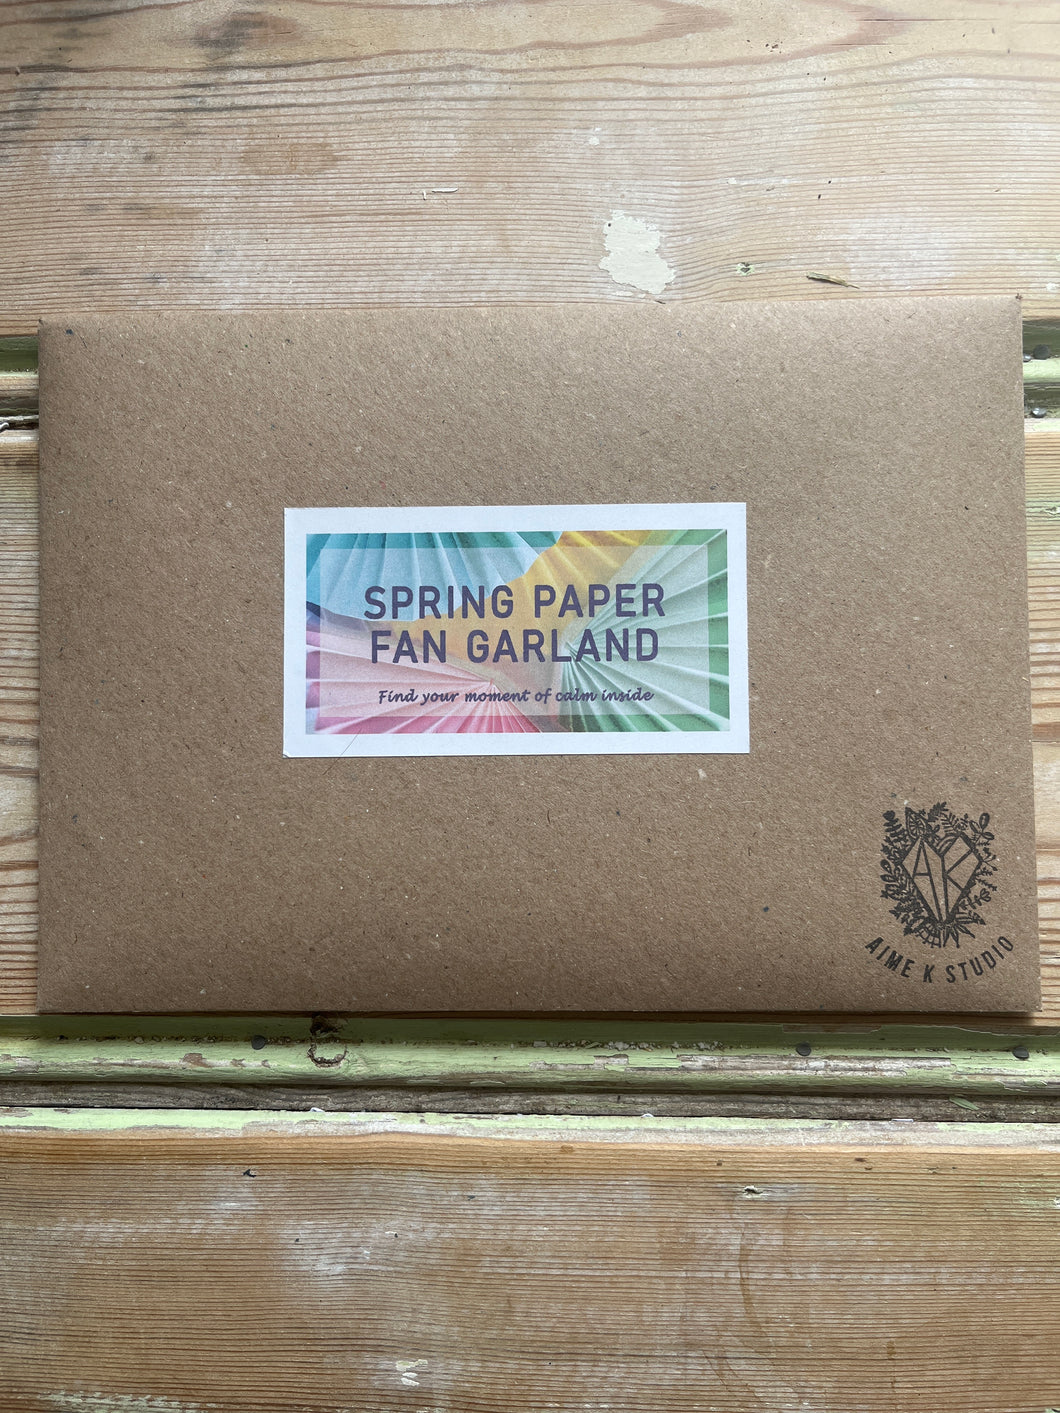 SPRING PAPER
FAN GARLAND
Find your moment of calm inside
AK
AIME K STUDIO